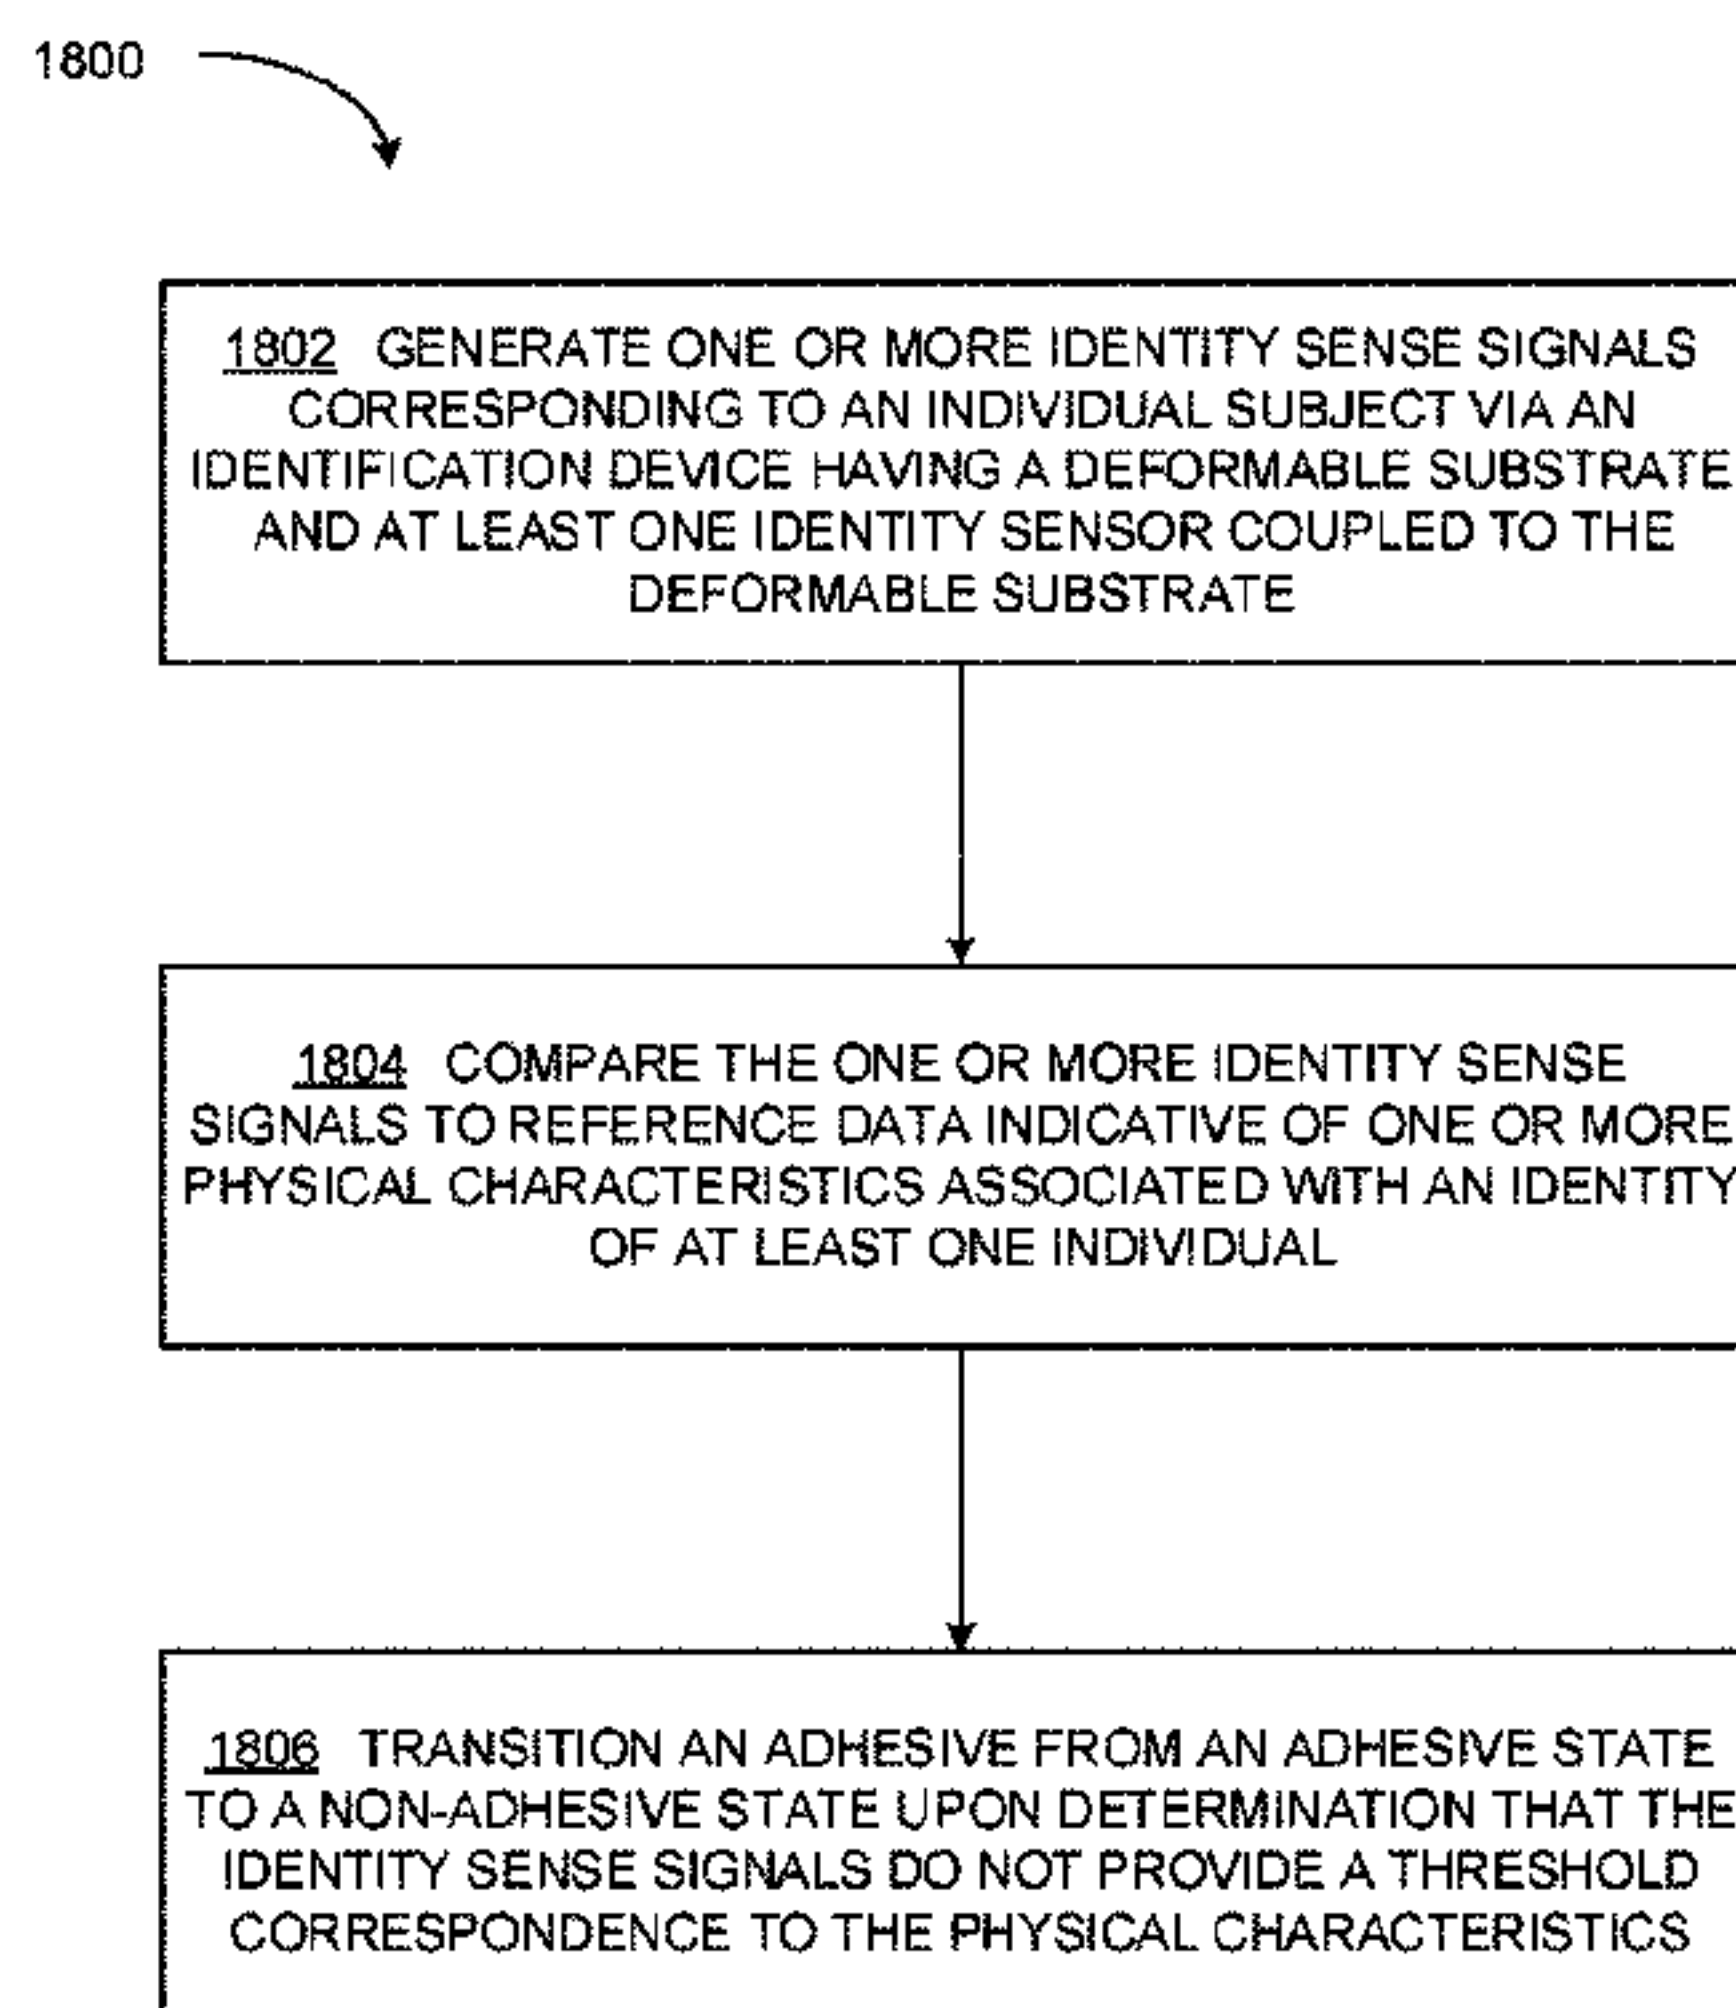 1800
1802 GENERATE ONE OR MORE IDENTITY SENSE SIGNALS
CORRESPONDING TO AN INDIVIDUAL SUBJECT VIA AN
IDENTIFICATION DEVICE HAVING A DEFORMABLE SUBSTRATE
AND AT LEAST ONE IDENTITY SENSOR COUPLED TO THE
DEFORMABLE SUBSTRATE
1804 COMPARE THE ONE OR MORE IDENTITY SENSE
SIGNALS TO REFERENCE DATA INDICATIVE OF ONE OR MORE
PHYSICAL CHARACTERISTICS ASSOCIATED WITH AN IDENTITY
OF AT LEAST ONE INDIVIDUAL
1806 TRANSITION AN ADHESIVE FROM AN ADHESIVE STATE
TO A NON-ADHESIVE STATE UPON DETERMINATION THAT THE
IDENTITY SENSE SIGNALS DO NOT PROVIDE A THRESHOLD
CORRESPONDENCE TO THE PHYSICAL CHARACTERISTICS